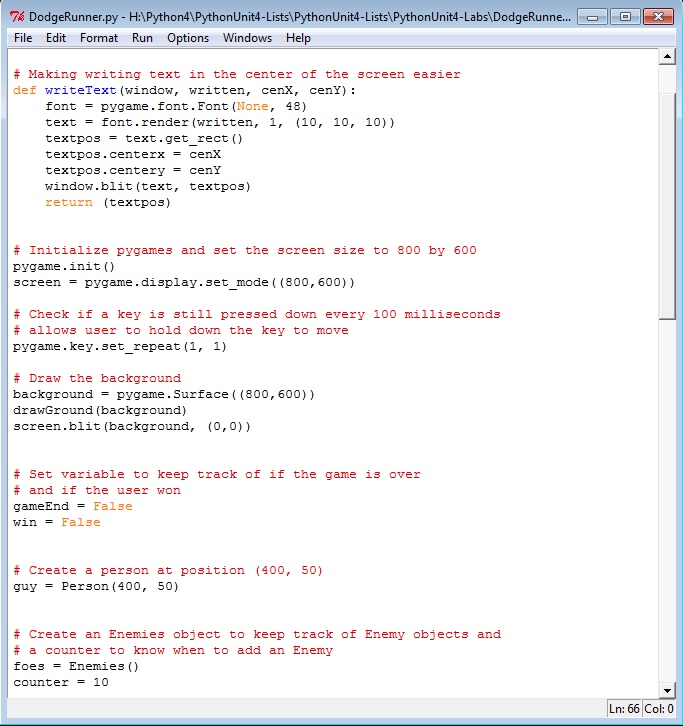 DodgeRunner.py - H:\Python4\PythonUnit4-Lists\PythonUnit4-Lists\PythonUnit4-Labs\DodgeRunne...
File Edit Format Run Options Windows Help
# Making writing text in the center of the screen easier
def writeText(window, written, cenX, cenY):
    font = pygame.font.Font(None, 48)
    text = font.render(written, 1, (10, 10, 10))
    textpos = text.get_rect()
    textpos.centerx = cenX
    textpos.centery = cenY
    window.blit(text, textpos)
    return (textpos)
# Initialize pygames and set the screen size to 800 by 600
pygame.init()
screen = pygame.display.set_mode((800,600))
# Check if a key is still pressed down every 100 milliseconds
# allows user to hold down the key to move
pygame.key.set_repeat(1, 1)
# Draw the background
background = pygame.Surface((800,600))
drawGround(background)
screen.blit(background, (0,0))
# Set variable to keep track of if the game is over
# and if the user won
gameEnd = False
win = False
# Create a person at position (400, 50)
guy = Person(400, 50)
# Create an Enemies object to keep track of Enemy objects and
# a counter to know when to add an Enemy
foes = Enemies()
counter = 10
Ln: 66 Col: 0